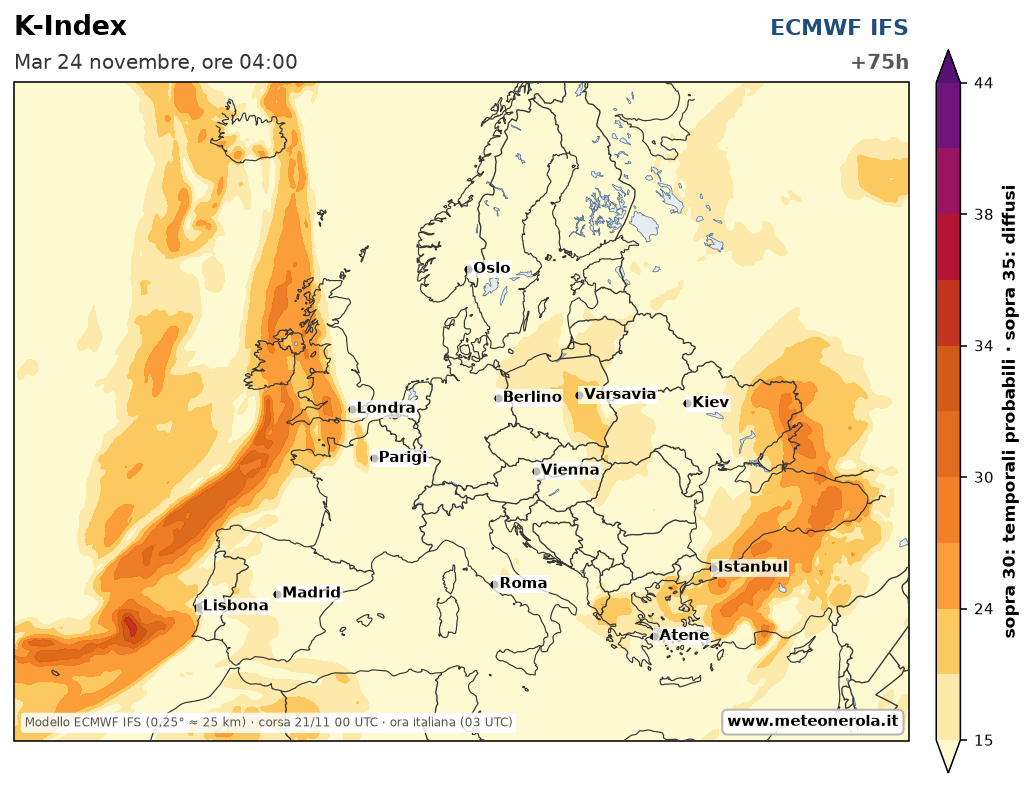 K-Index
ECMWF IFS
Mar 24 novembre, ore 04:00
+75h
44
38
34
30
24
15
sopra 30: temporali probabili · sopra 35: diffusi
Oslo
Berlino
Varsavia
Kiev
Londra
Parigi
Vienna
Istanbul
Roma
Madrid
Lisbona
Atene
Modello ECMWF IFS (0,25° ≈ 25 km) · corsa 21/11 00 UTC · ora italiana (03 UTC)
www.meteonerola.it